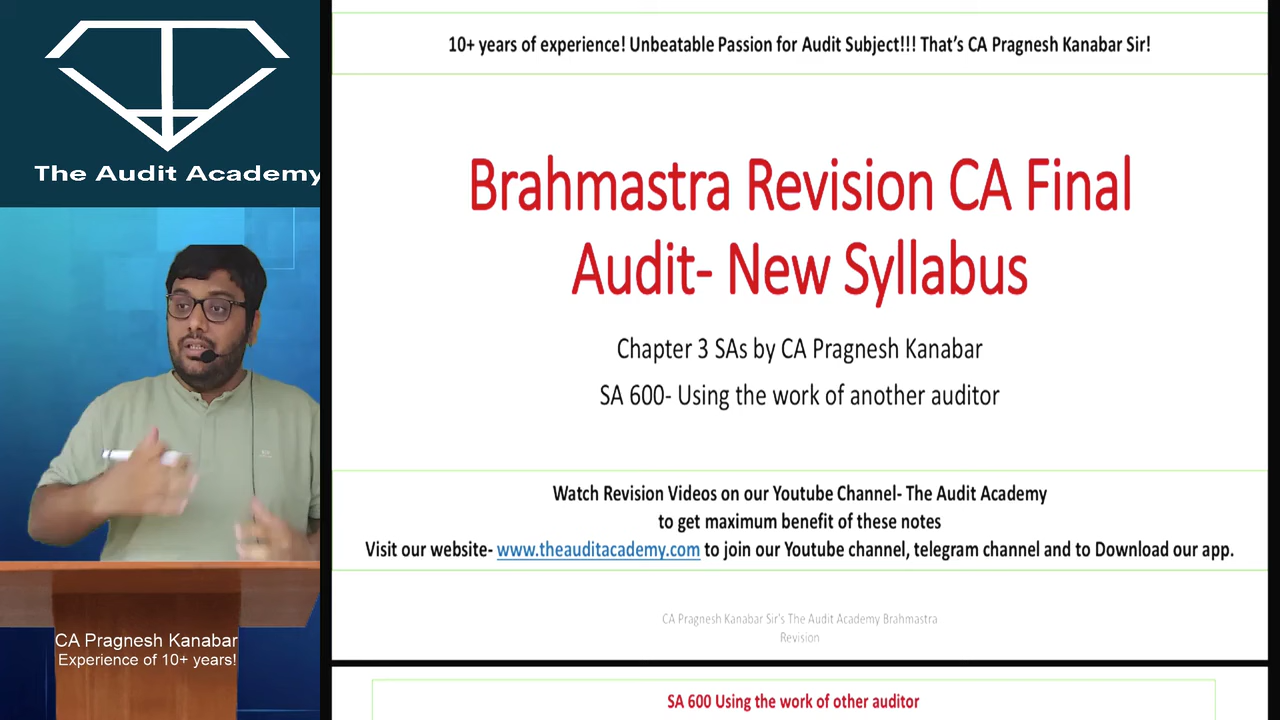 The Audit Academy
CA Pragnesh Kanabar
Experience of 10+ years!
10+ years of experience! Unbeatable Passion for Audit Subject!!! That's CA Pragnesh Kanabar Sir!
Brahmastra Revision CA Final
Audit- New Syllabus
Chapter 3 SAs by CA Pragnesh Kanabar
SA 600- Using the work of another auditor
Watch Revision Videos on our Youtube Channel- The Audit Academy
to get maximum benefit of these notes
Visit our website- www.theauditacademy.com to join our Youtube channel, telegram channel and to Download our app.
CA Pragnesh Kanabar Sir's The Audit Academy Brahmastra
Revision
SA 600 Using the work of other auditor